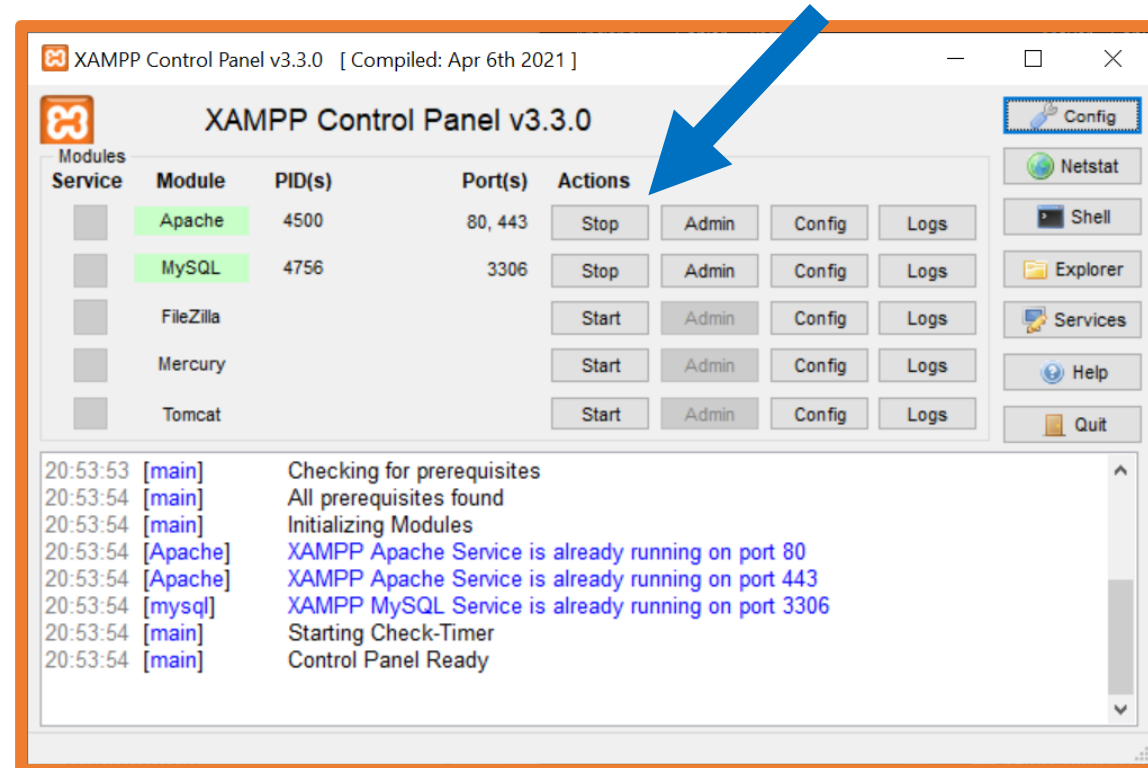 XAMPP Control Panel v3.3.0 [ Compiled: Apr 6th 2021 ]
XAMPP Control Panel v3.3.0
Config
Modules
Netstat
Service Module PID(s) Port(s) Actions
Apache 4500 80, 443 Stop Admin Config Logs
Shell
MySQL 4756 3306 Stop Admin Config Logs
Explorer
FileZilla Start Admin Config Logs
Services
Mercury Start Admin Config Logs
Help
Tomcat Start Admin Config Logs
Quit
20:53:53 [main] Checking for prerequisites
20:53:54 [main] All prerequisites found
20:53:54 [main] Initializing Modules
20:53:54 [Apache] XAMPP Apache Service is already running on port 80
20:53:54 [Apache] XAMPP Apache Service is already running on port 443
20:53:54 [mysql] XAMPP MySQL Service is already running on port 3306
20:53:54 [main] Starting Check-Timer
20:53:54 [main] Control Panel Ready